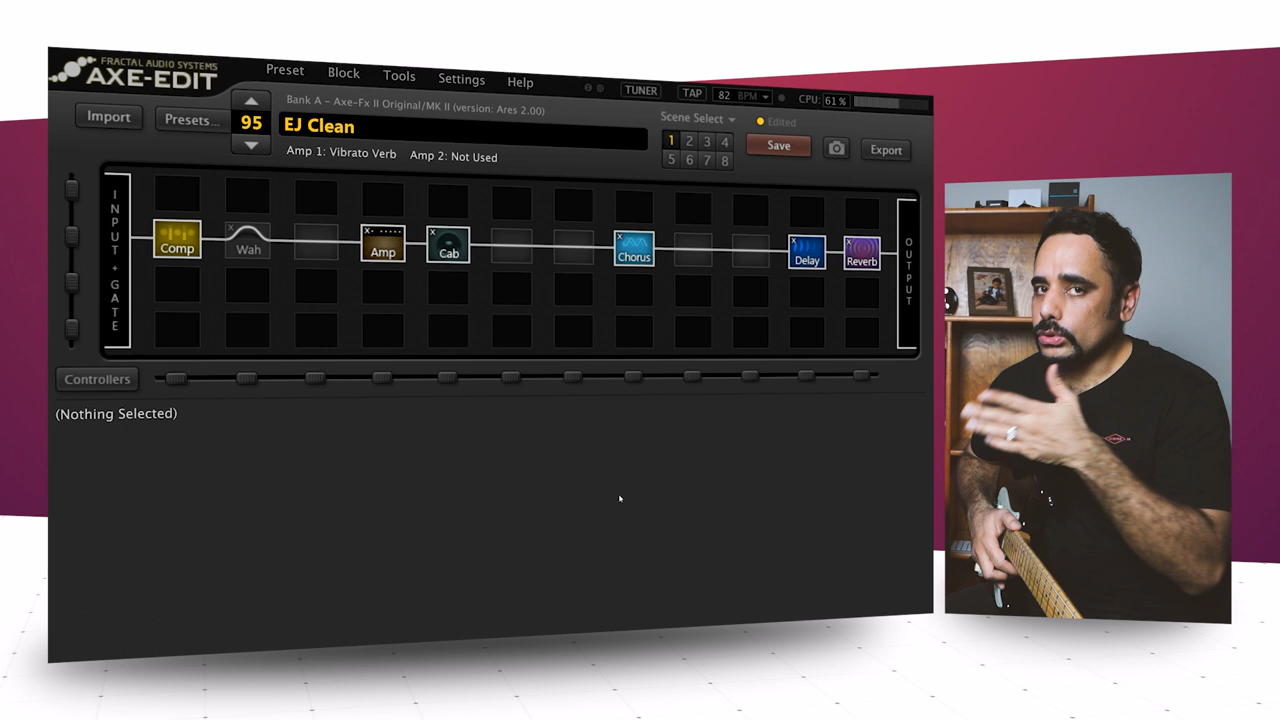 FRACTAL AUDIO SYSTEMS
AXE-EDIT
Preset Block Tools Settings Help
TUNER TAP 82 BPM CPU: 61 %
Import Presets... 95
Bank A - Axe-Fx II Original/MK II (version: Ares 2.00)
EJ Clean
Amp 1: Vibrato Verb Amp 2: Not Used
Scene Select
1 2 3 4
5 6 7 8
Edited
Save
Export
INPUT + GATE
Comp
X Wah
X Amp
X Cab
X Chorus
X Delay
X Reverb
OUTPUT
Controllers
(Nothing Selected)